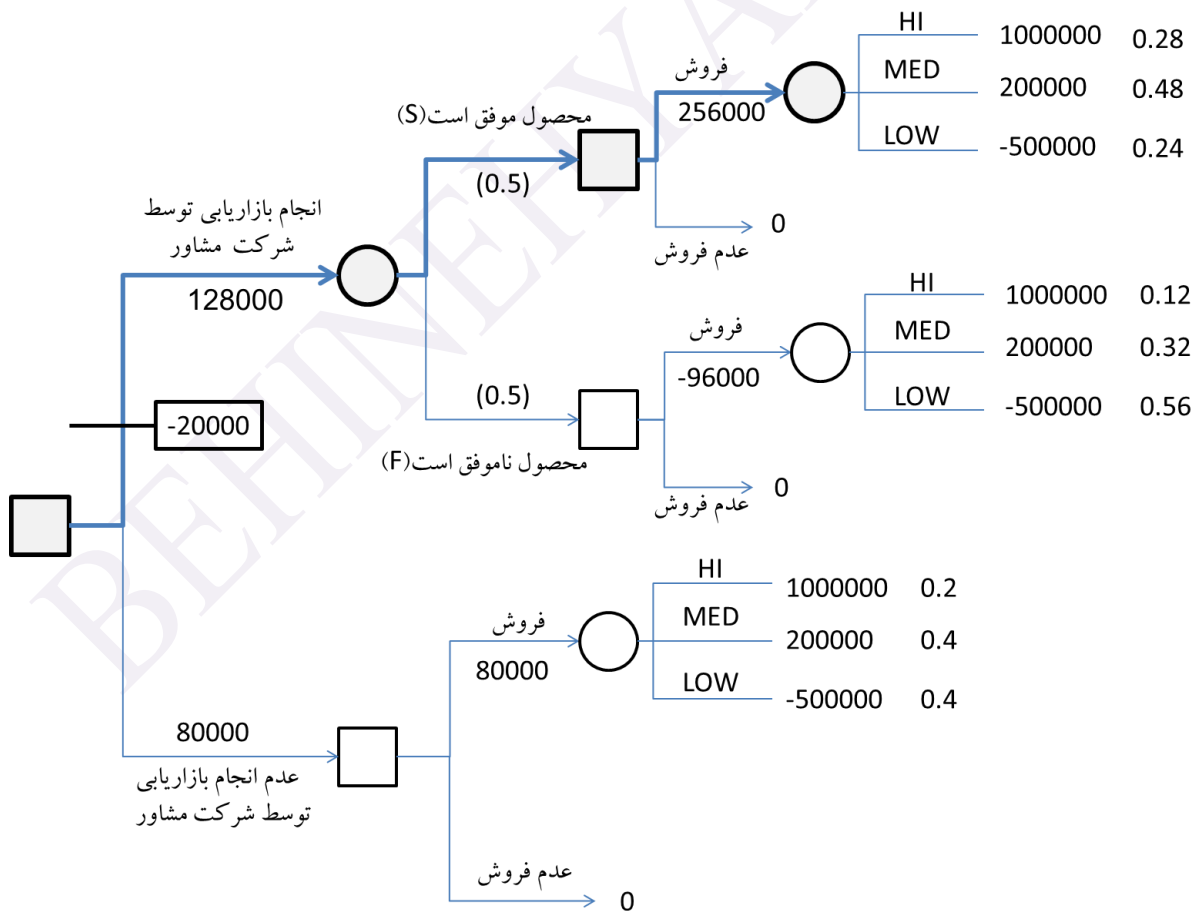 HI 1000000 0.28
فروش MED 200000 0.48
256000
LOW -500000 0.24
محصول موفق است(S)
(0.5)
0
عدم فروش
انجام بازاریابی توسط
شرکت مشاور
128000
HI 1000000 0.12
فروش MED 200000 0.32
-96000
LOW -500000 0.56
(0.5)
محصول ناموفق است(F)
0
عدم فروش
-20000
HI 1000000 0.2
فروش MED 200000 0.4
80000
LOW -500000 0.4
80000
عدم انجام بازاریابی
توسط شرکت مشاور
عدم فروش
0